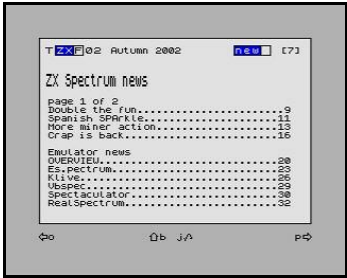 TZXF02 Autumn 2002 new [7]
ZX Spectrum news
page 1 of 2
Double the fun..........................9
Spanish SPArkle........................11
More miner action......................13
Crap is back...........................16
Emulator news
OVERVIEW...............................20
Es.pectrum.............................23
Klive..................................26
Vbspec.................................29
Spectaculator..........................30
RealSpectrum...........................32
⇦o ⇧b j/^ p⇨